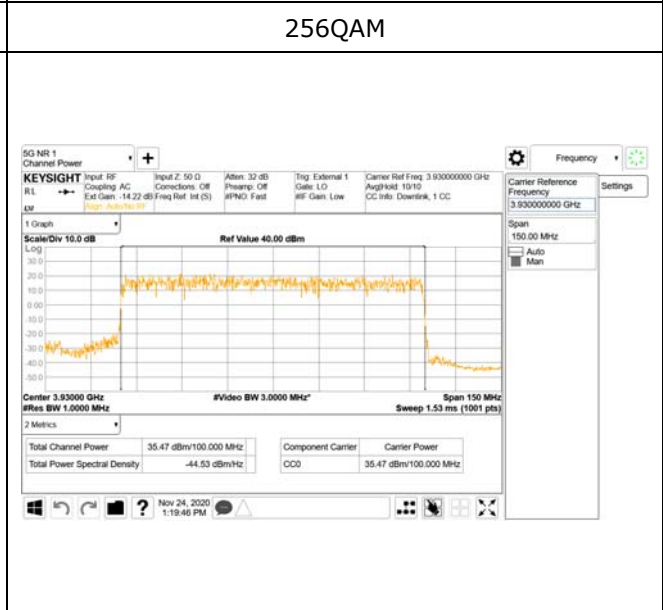 256QAM
5G NR 1
Channel Power
+
Frequency
KEYSIGHT
RL
Input: RF
Coupling: AC
Ext Gain: -14.22 dB
Align: Auto/No RF
Input Z: 50 Ω
Corrections: Off
Freq Ref: Int (S)
Atten: 32 dB
Preamp: Off
#PNO: Fast
Trig: External 1
Gate: LO
#IF Gain: Low
Carrier Ref Freq: 3.930000000 GHz
Avg|Hold: 10/10
CC Info: Downlink, 1 CC
Carrier Reference Frequency
3.930000000 GHz
Settings
Span
150.00 MHz
Auto
Man
1 Graph
Scale/Div 10.0 dB
Ref Value 40.00 dBm
Log
30.0
20.0
10.0
0.00
-10.0
-20.0
-30.0
-40.0
-50.0
Center 3.93000 GHz
#Video BW 3.0000 MHz*
Span 150 MHz
#Res BW 1.0000 MHz
Sweep 1.53 ms (1001 pts)
2 Metrics
Total Channel Power 35.47 dBm/100.000 MHz
Total Power Spectral Density -44.53 dBm/Hz
Component Carrier Carrier Power
CC0 35.47 dBm/100.000 MHz
?
Nov 24, 2020
1:19:46 PM